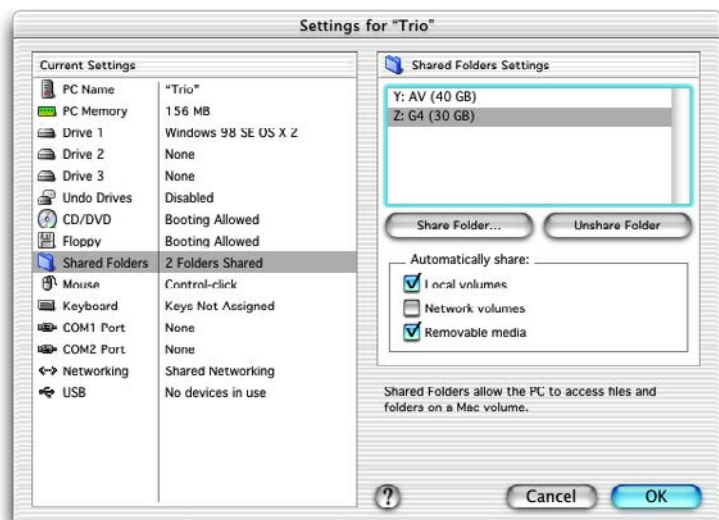 Settings for "Trio"
Current Settings
PC Name "Trio"
PC Memory 156 MB
Drive 1 Windows 98 SE OS X 2
Drive 2 None
Drive 3 None
Undo Drives Disabled
CD/DVD Booting Allowed
Floppy Booting Allowed
Shared Folders 2 Folders Shared
Mouse Control-click
Keyboard Keys Not Assigned
COM1 Port None
COM2 Port None
Networking Shared Networking
USB No devices in use
Shared Folders Settings
Y: AV (40 GB)
Z: G4 (30 GB)
Share Folder...
Unshare Folder
Automatically share:
Local volumes
Network volumes
Removable media
Shared Folders allow the PC to access files and
folders on a Mac volume.
?
Cancel
OK